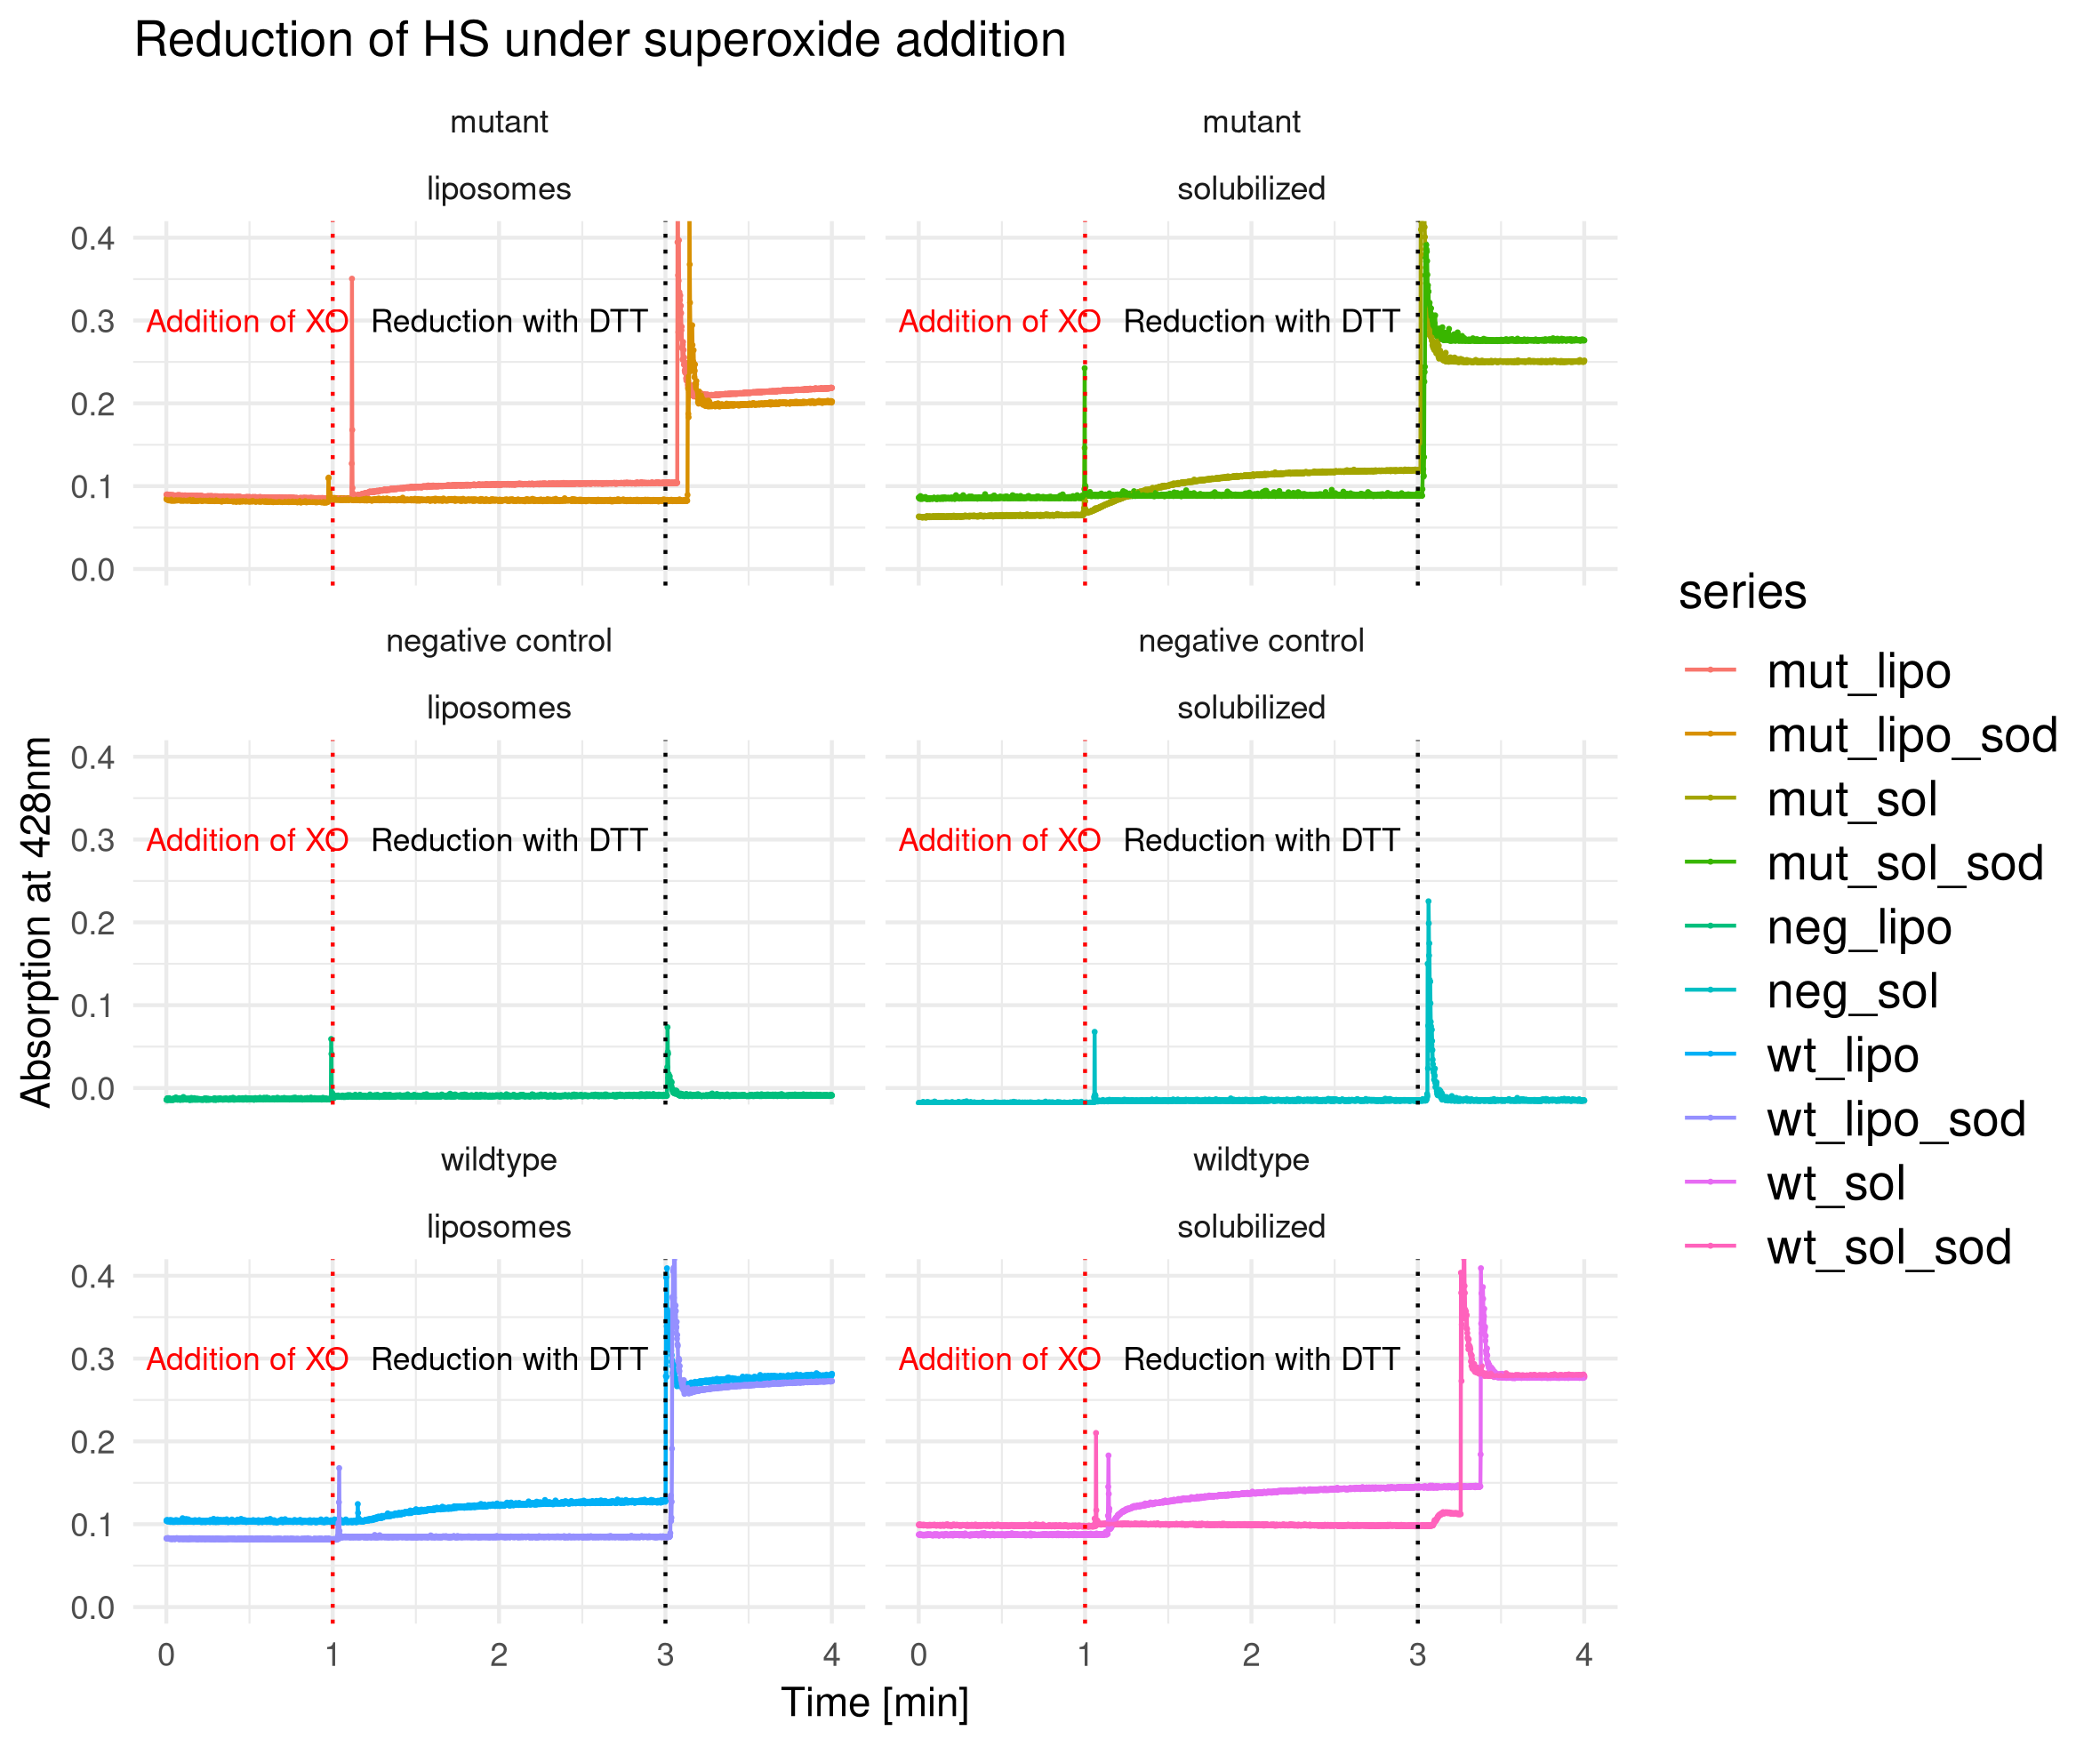 Reduction of HS under superoxide addition
mutant
liposomes
mutant
solubilized
0.4
0.3
0.2
0.1
0.0
Addition of XO
Reduction with DTT
Addition of XO
Reduction with DTT
negative control
liposomes
negative control
solubilized
0.4
0.3
0.2
0.1
0.0
Addition of XO
Reduction with DTT
Addition of XO
Reduction with DTT
wildtype
liposomes
wildtype
solubilized
0.4
0.3
0.2
0.1
0.0
Addition of XO
Reduction with DTT
Addition of XO
Reduction with DTT
0 1 2 3 4
0 1 2 3 4
Time [min]
Absorption at 428nm
series
mut_lipo
mut_lipo_sod
mut_sol
mut_sol_sod
neg_lipo
neg_sol
wt_lipo
wt_lipo_sod
wt_sol
wt_sol_sod